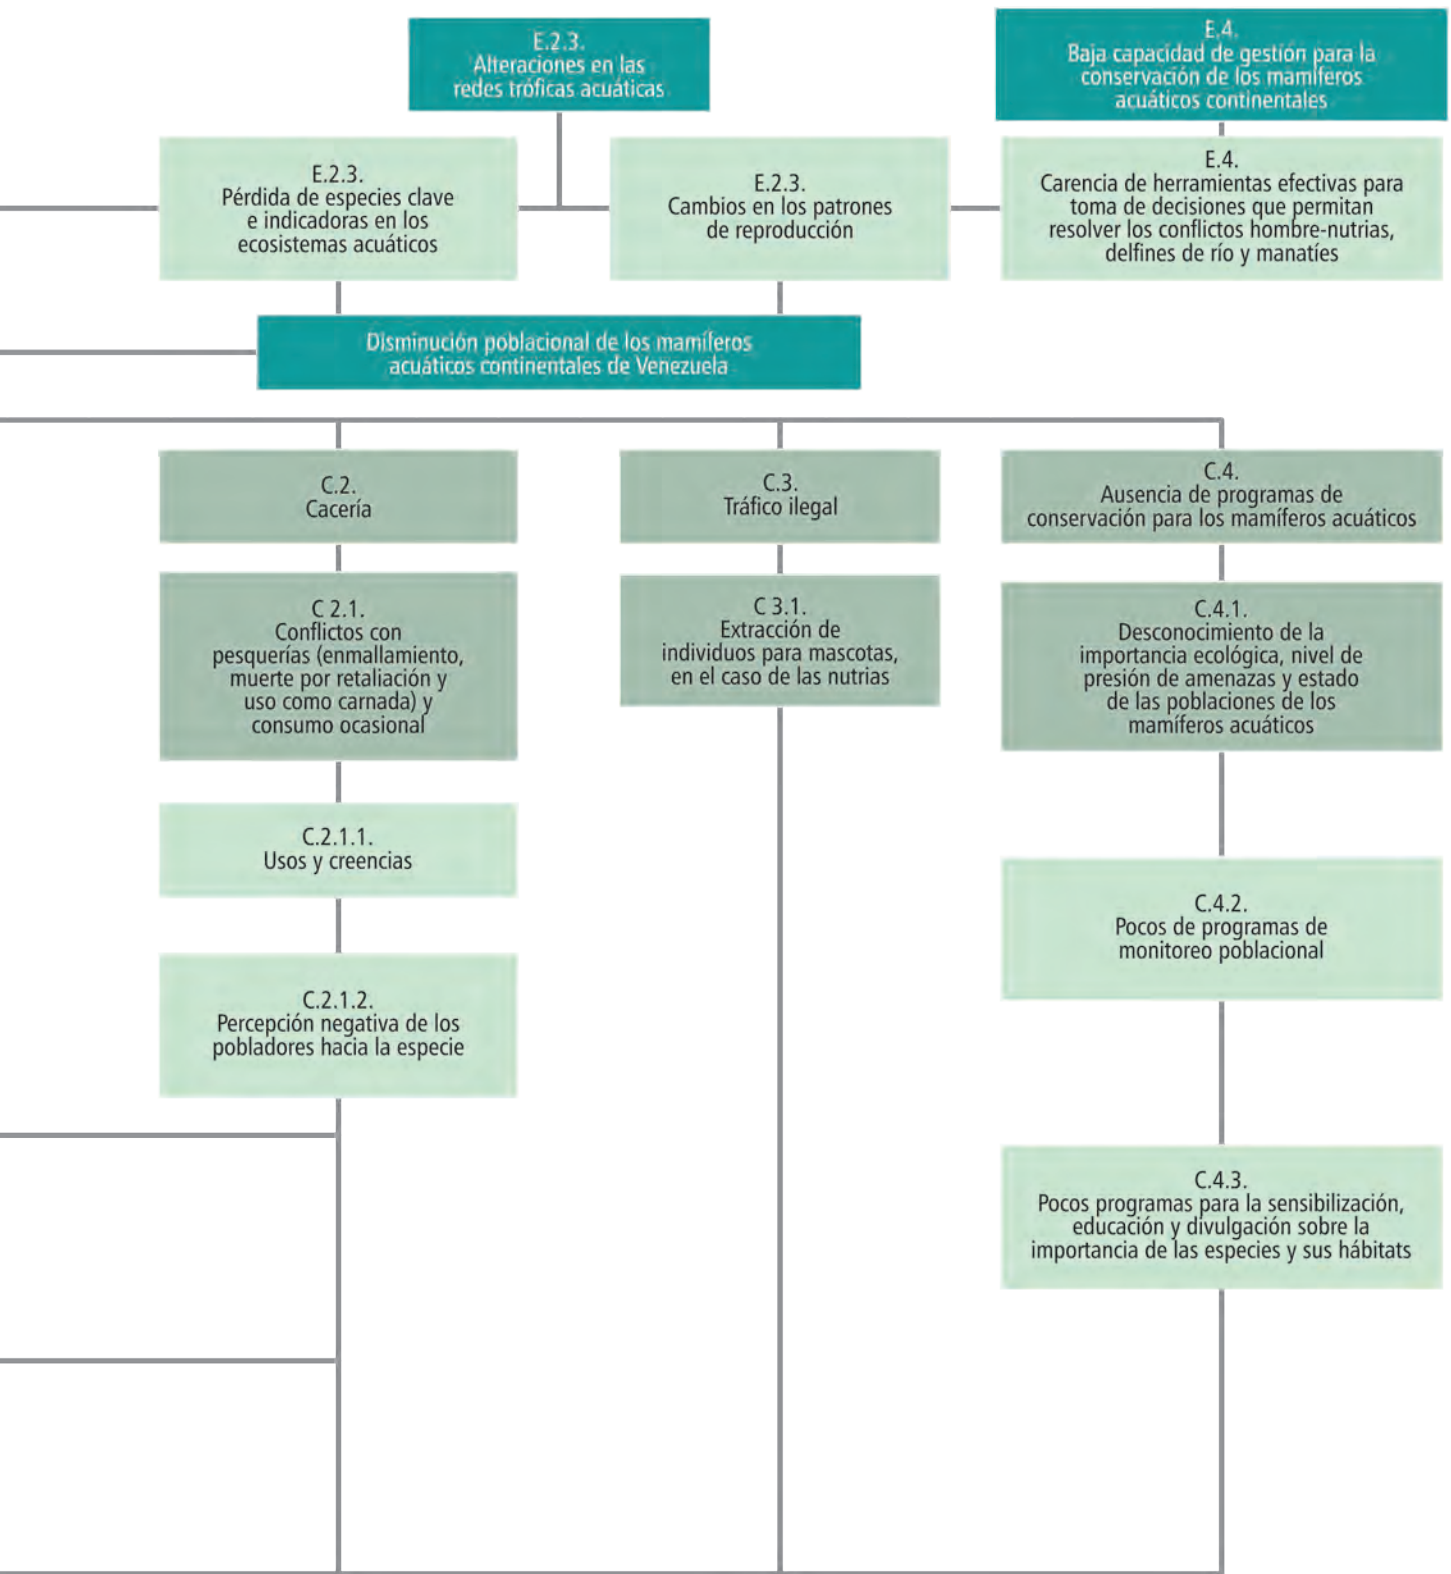 E.2.3.
Alteraciones en las
redes tróficas acuáticas
E.4.
Baja capacidad de gestión para la
conservación de los mamíferos
acuáticos continentales
E.2.3.
Pérdida de especies clave
e indicadoras en los
ecosistemas acuáticos
E.2.3.
Cambios en los patrones
de reproducción
E.4.
Carencia de herramientas efectivas para
toma de decisiones que permitan
resolver los conflictos hombre-nutrias,
delfines de río y manatíes
Disminución poblacional de los mamíferos
acuáticos continentales de Venezuela
C.2.
Cacería
C.3.
Tráfico ilegal
C.4.
Ausencia de programas de
conservación para los mamíferos acuáticos
C 2.1.
Conflictos con
pesquerías (enmallamiento,
muerte por retaliación y
uso como carnada) y
consumo ocasional
C 3.1.
Extracción de
individuos para mascotas,
en el caso de las nutrias
C.4.1.
Desconocimiento de la
importancia ecológica, nivel de
presión de amenazas y estado
de las poblaciones de los
mamíferos acuáticos
C.2.1.1.
Usos y creencias
C.4.2.
Pocos de programas de
monitoreo poblacional
C.2.1.2.
Percepción negativa de los
pobladores hacia la especie
C.4.3.
Pocos programas para la sensibilización,
educación y divulgación sobre la
importancia de las especies y sus hábitats